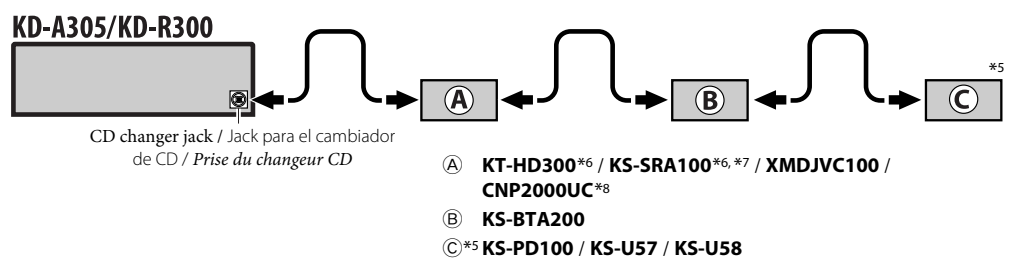 KD-A305/KD-R300
*5
A
B
C
CD changer jack / Jack para el cambiador
de CD / Prise du changeur CD
Ⓐ KT-HD300*6 / KS-SRA100*6, *7 / XMDJVC100 /
CNP2000UC*8
Ⓑ KS-BTA200
Ⓒ*5 KS-PD100 / KS-U57 / KS-U58